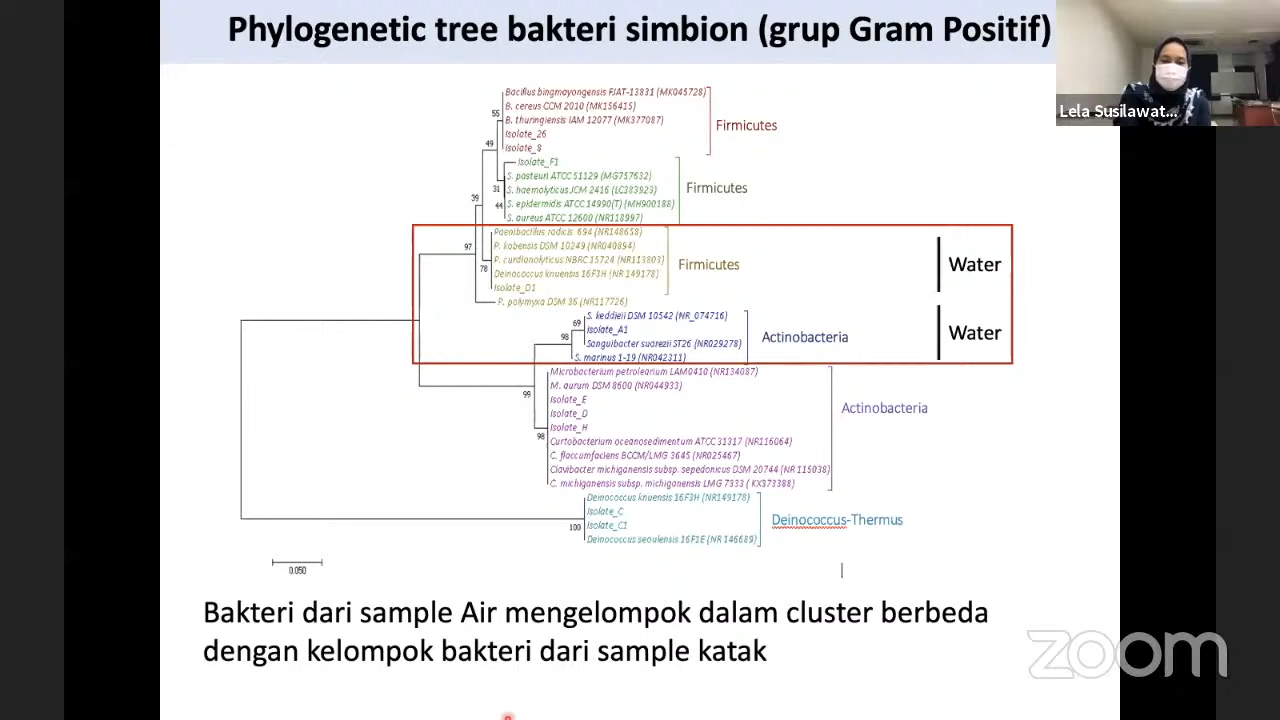 Phylogenetic tree bakteri simbion (grup Gram Positif)
Lela Susilawat...
Bacillus bingmayongensis FJAT-13831 (MK045728)
B. cereus CCM 2010 (MK156415)
B. thuringiensis IAM 12077 (MK377087)
Isolate_26
Isolate_8
Firmicutes
Isolate_F1
S. pasteuri ATCC 51129 (MG757632)
S. haemolyticus JCM 2416 (LC383923)
S. epidermidis ATCC 14990(T) (MH900188)
S. aureus ATCC 12600 (NR118997)
Firmicutes
Paenibacillus radicis 694 (NR148658)
P. kobensis DSM 10249 (NR040894)
P. curdlanolyticus NBRC 15724 (NR113803)
Deinococcus knuensis 16F3H (NR 149178)
Isolate_D1
Firmicutes
Water
P. polymyxa DSM 36 (NR117726)
S. keddieii DSM 10542 (NR_074716)
Isolate_A1
Sanguibacter suarezii ST26 (NR029278)
S. marinus 1-19 (NR042311)
Actinobacteria
Water
Microbacterium petrolearium LAM0410 (NR134087)
M. aurum DSM 8600 (NR044933)
Isolate_E
Isolate_D
Isolate_H
Curtobacterium oceanosedimentum ATCC 31317 (NR116064)
C. flaccumfaciens BCCM/LMG 3645 (NR025467)
Clavibacter michiganensis subsp. sepedonicus DSM 20744 (NR 115038)
C. michiganensis subsp. michiganensis LMG 7333 ( KX373388)
Actinobacteria
Deinococcus knuensis 16F3H (NR149178)
Isolate_C
Isolate_C1
Deinococcus seoulensis 16F1E (NR 146689)
Deinococcus-Thermus
55
49
31
44
39
97
78
69
98
99
98
100
0.050
Bakteri dari sample Air mengelompok dalam cluster berbeda
dengan kelompok bakteri dari sample katak
zoom